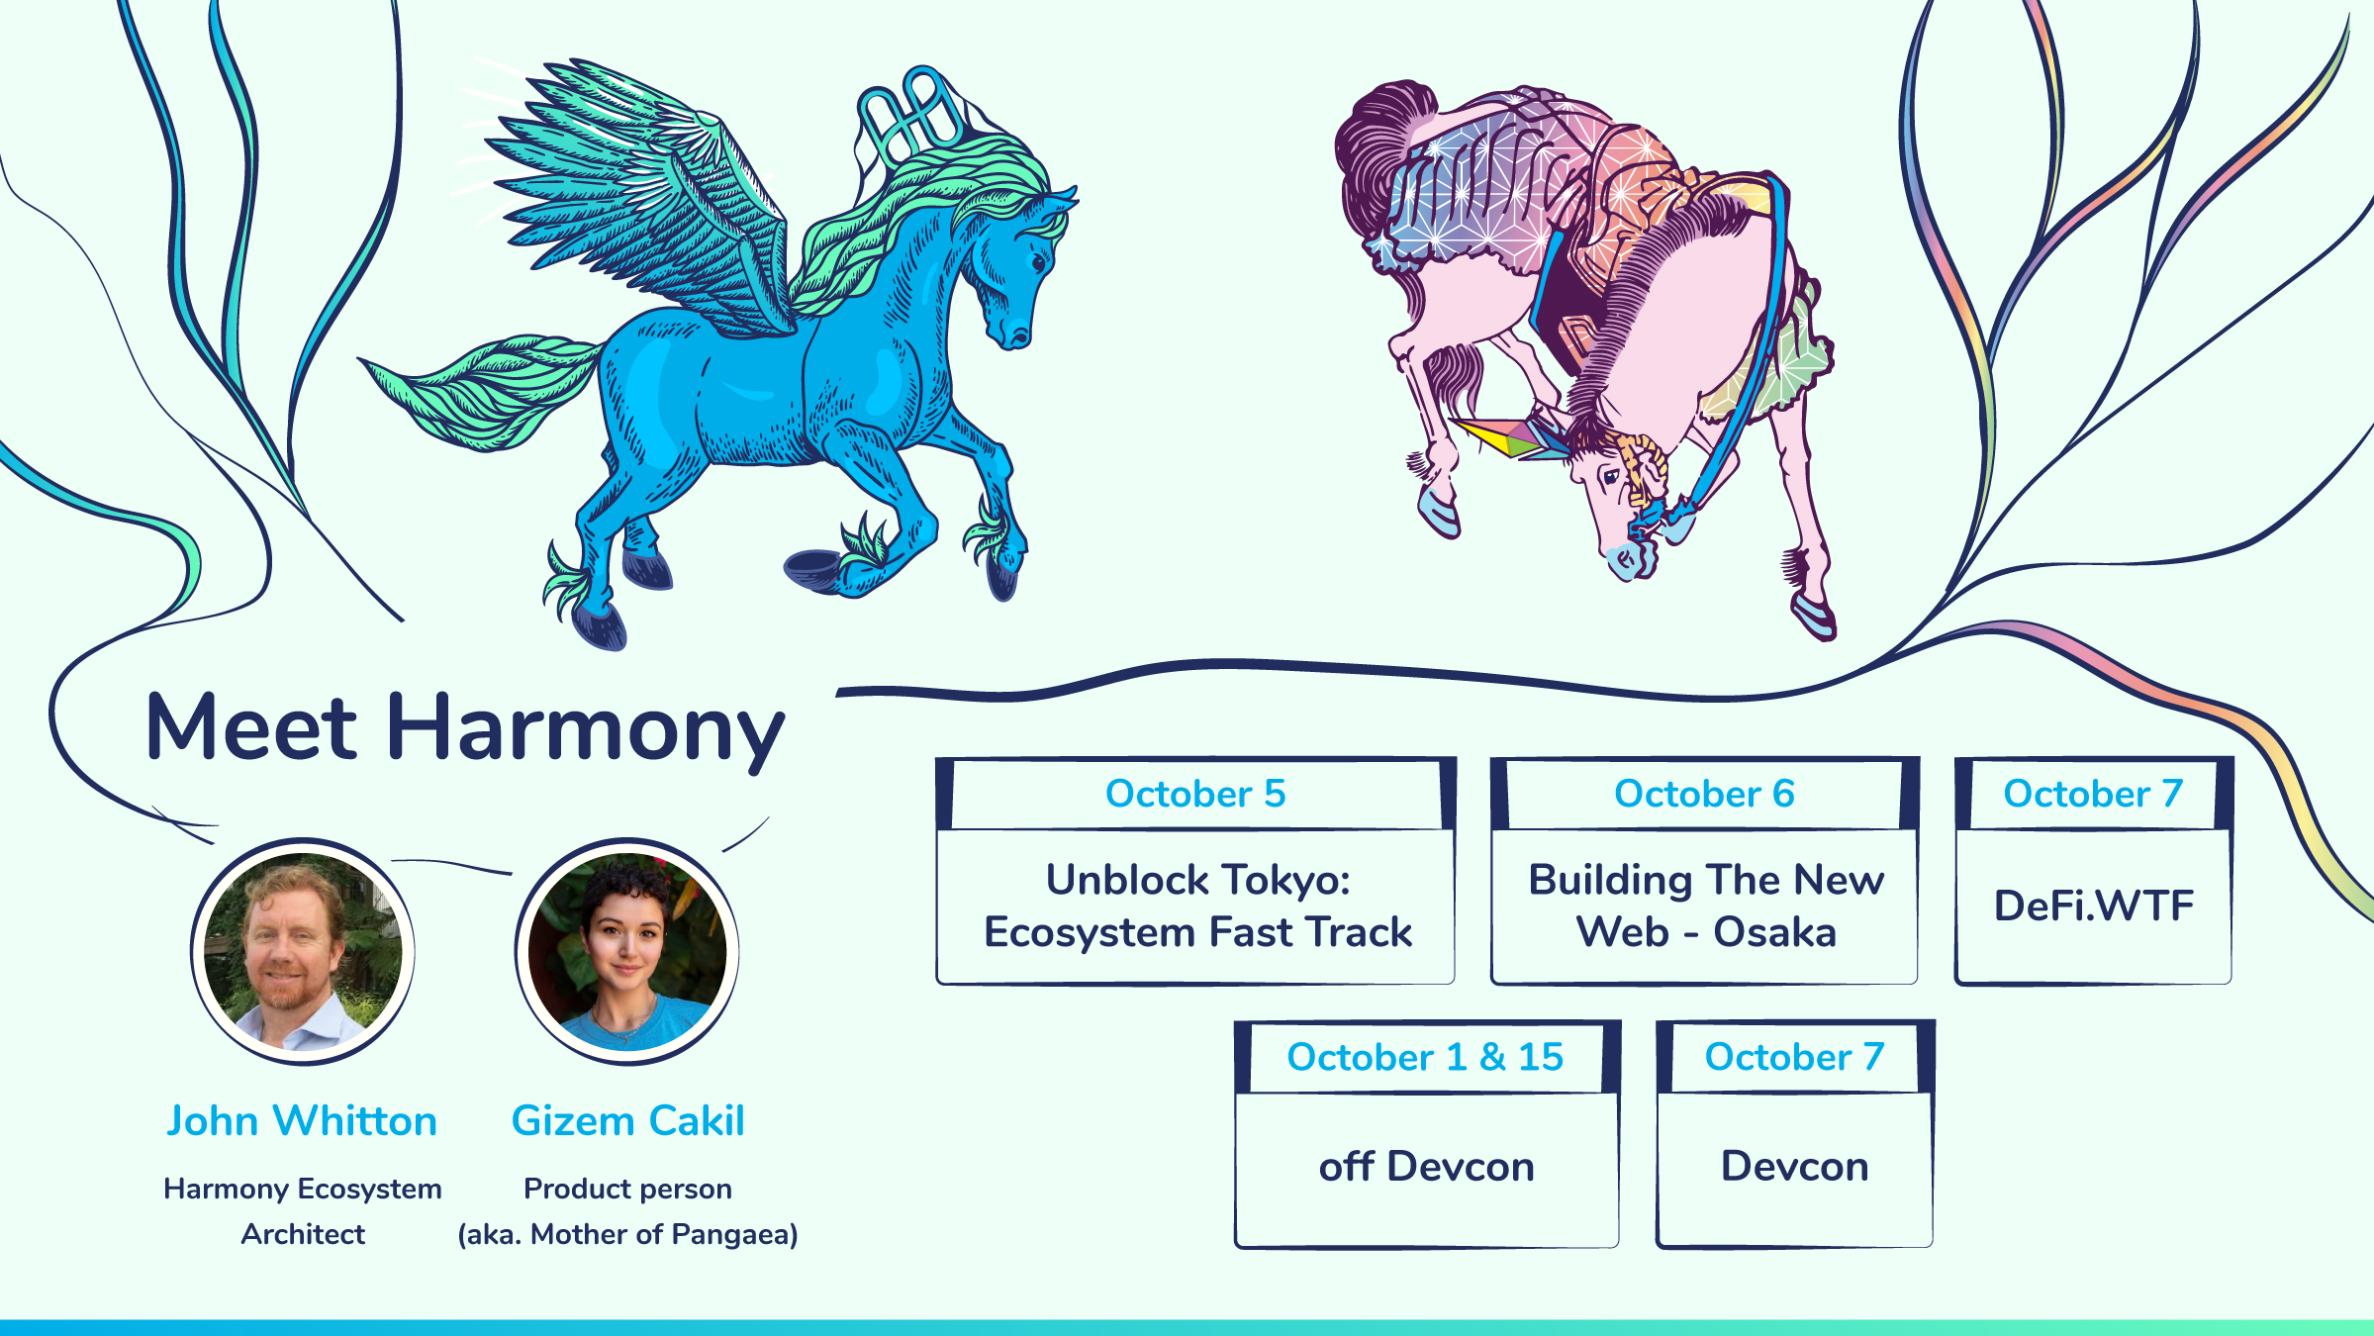 Meet Harmony
John Whitton
Harmony Ecosystem
Architect
Gizem Cakil
Product person
(aka. Mother of Pangaea)
October 5
Unblock Tokyo:
Ecosystem Fast Track
October 6
Building The New
Web - Osaka
October 7
DeFi.WTF
October 1 & 15
off Devcon
October 7
Devcon